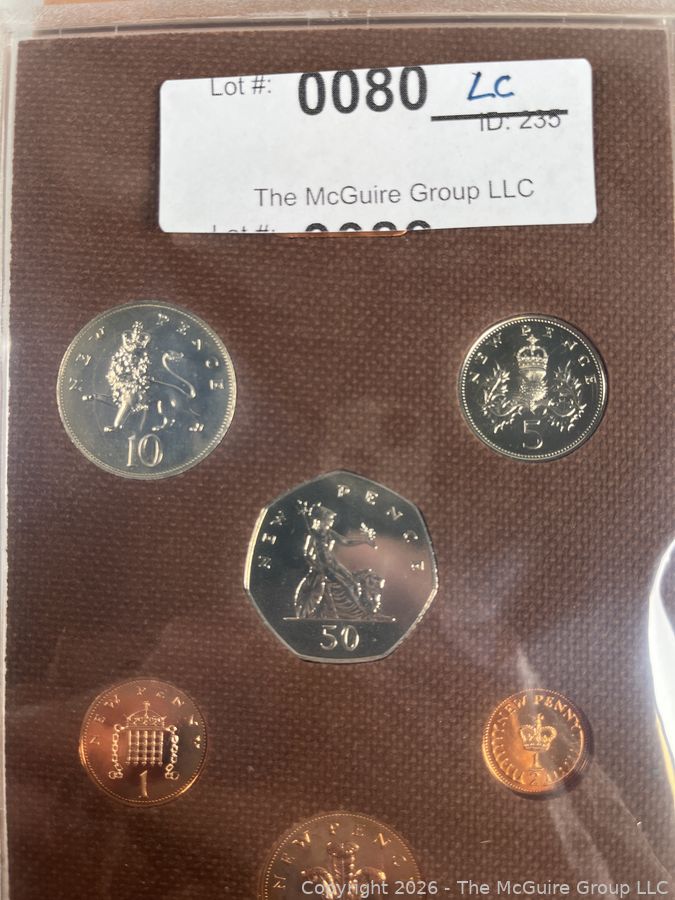 Lot #: 0080 LC
ID: 235
The McGuire Group LLC
Lot #:
NEW PENCE
10
NEW PENCE
5
NEW PENCE
50
NEW PENNY
1
NEW PENNY
1/2
NEW PENCE
Copyright 2026 - The McGuire Group LLC